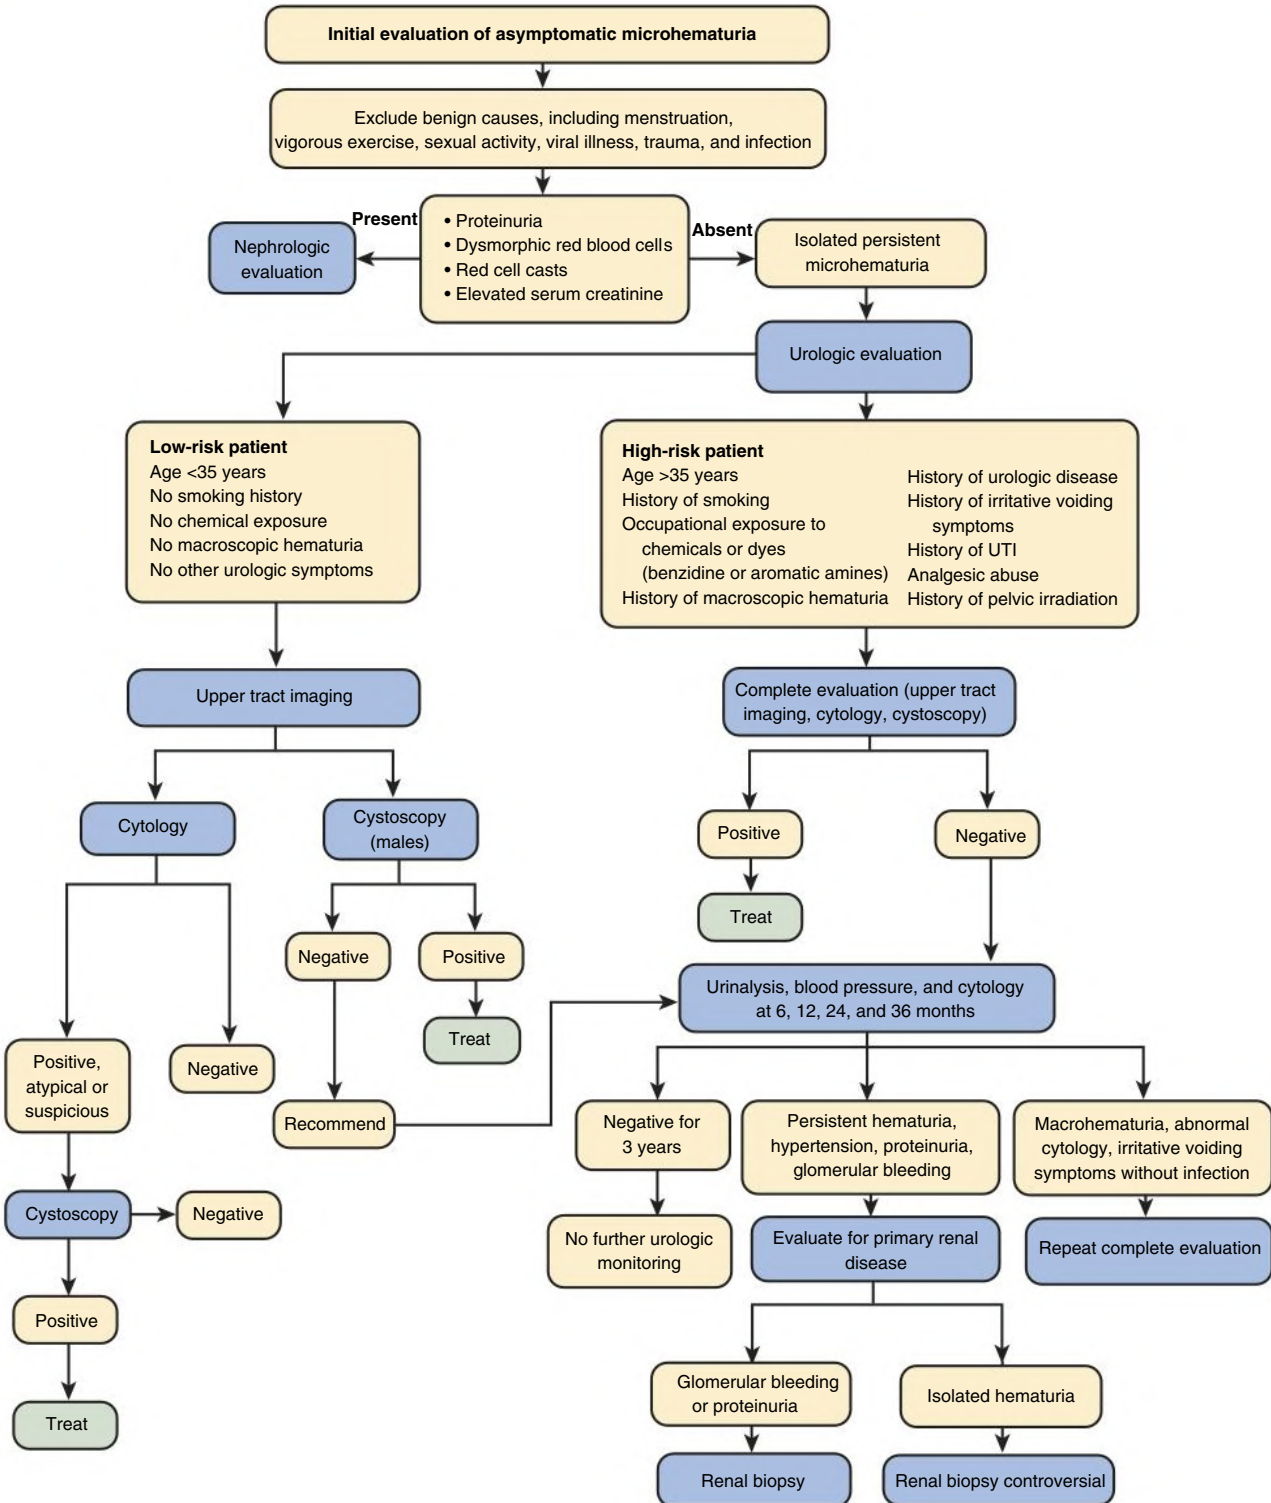 Initial evaluation of asymptomatic microhematuria
Exclude benign causes, including menstruation,
vigorous exercise, sexual activity, viral illness, trauma, and infection
Present
• Proteinuria
• Dysmorphic red blood cells
• Red cell casts
• Elevated serum creatinine
Absent
Nephrologic
evaluation
Isolated persistent
microhematuria
Urologic evaluation
Low-risk patient
Age <35 years
No smoking history
No chemical exposure
No macroscopic hematuria
No other urologic symptoms
High-risk patient
Age >35 years
History of smoking
Occupational exposure to
chemicals or dyes
(benzidine or aromatic amines)
History of macroscopic hematuria
History of urologic disease
History of irritative voiding
symptoms
History of UTI
Analgesic abuse
History of pelvic irradiation
Upper tract imaging
Complete evaluation (upper tract
imaging, cytology, cystoscopy)
Cytology
Cystoscopy
(males)
Positive
Negative
Treat
Negative
Positive
Treat
Urinalysis, blood pressure, and cytology
at 6, 12, 24, and 36 months
Positive,
atypical or
suspicious
Negative
Recommend
Negative for
3 years
Persistent hematuria,
hypertension, proteinuria,
glomerular bleeding
Macrohematuria, abnormal
cytology, irritative voiding
symptoms without infection
Cystoscopy
Negative
No further urologic
monitoring
Evaluate for primary renal
disease
Repeat complete evaluation
Positive
Treat
Glomerular bleeding
or proteinuria
Isolated hematuria
Renal biopsy
Renal biopsy controversial